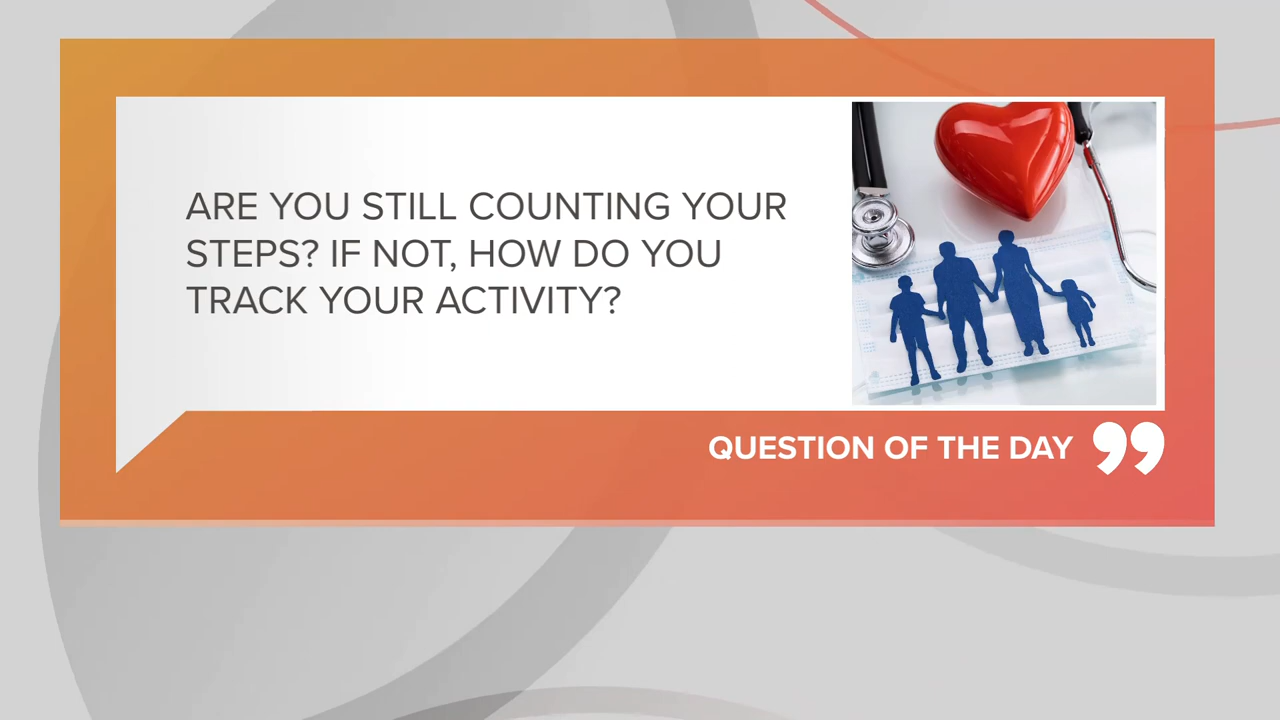 ARE YOU STILL COUNTING YOUR
STEPS? IF NOT, HOW DO YOU
TRACK YOUR ACTIVITY?
QUESTION OF THE DAY ”